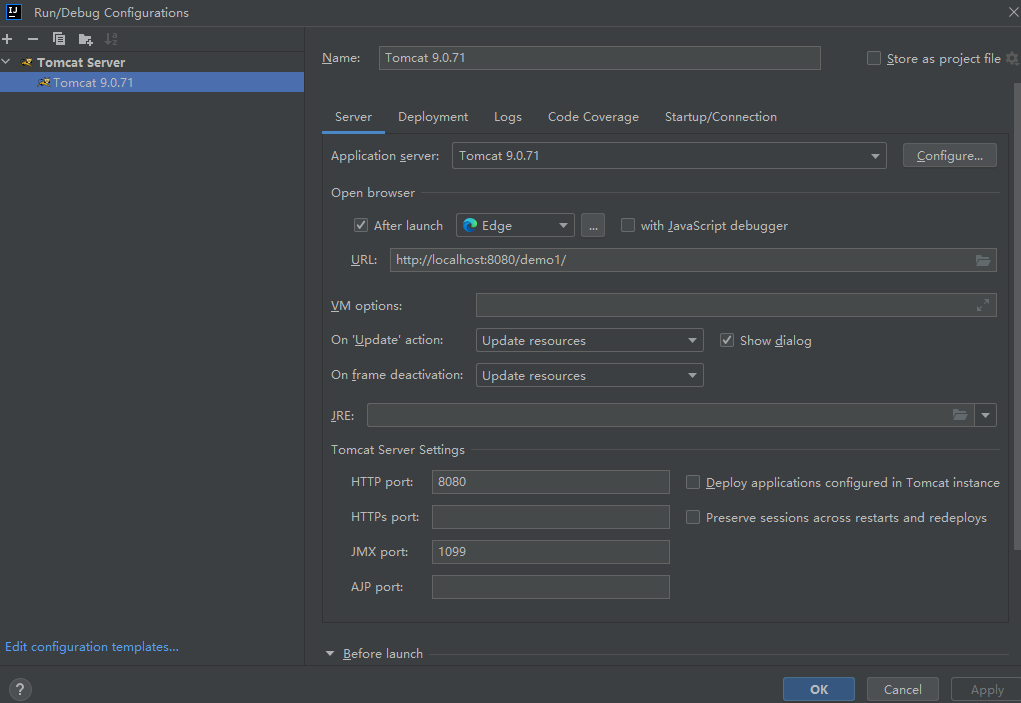 Run/Debug Configurations
Tomcat Server
Tomcat 9.0.71
Name: Tomcat 9.0.71 Store as project file
Server Deployment Logs Code Coverage Startup/Connection
Application server: Tomcat 9.0.71 Configure...
Open browser
After launch Edge ... with JavaScript debugger
URL: http://localhost:8080/demo1/
VM options:
On 'Update' action: Update resources Show dialog
On frame deactivation: Update resources
JRE:
Tomcat Server Settings
HTTP port: 8080 Deploy applications configured in Tomcat instance
HTTPs port: Preserve sessions across restarts and redeploys
JMX port: 1099
AJP port:
Edit configuration templates...
Before launch
? OK Cancel Apply